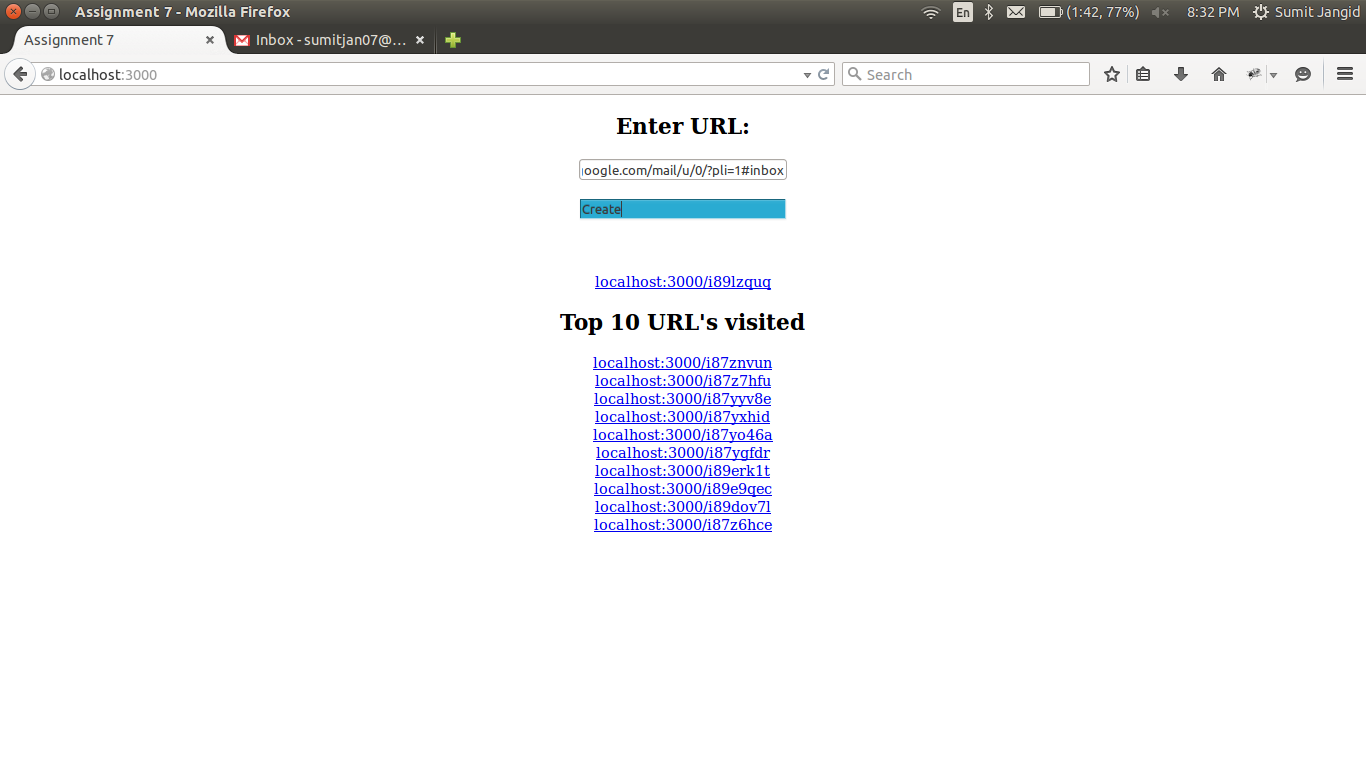 Assignment 7 - Mozilla Firefox
En
(1:42, 77%)
8:32 PM
Sumit Jangid
Assignment 7
Inbox - sumitjan07@...
localhost:3000
Search
Enter URL:
oogle.com/mail/u/0/?pli=1#inbox
Create
localhost:3000/i89lzquq
Top 10 URL's visited
localhost:3000/i87znvun
localhost:3000/i87z7hfu
localhost:3000/i87yyv8e
localhost:3000/i87yxhid
localhost:3000/i87yo46a
localhost:3000/i87ygfdr
localhost:3000/i89erk1t
localhost:3000/i89e9qec
localhost:3000/i89dov7l
localhost:3000/i87z6hce